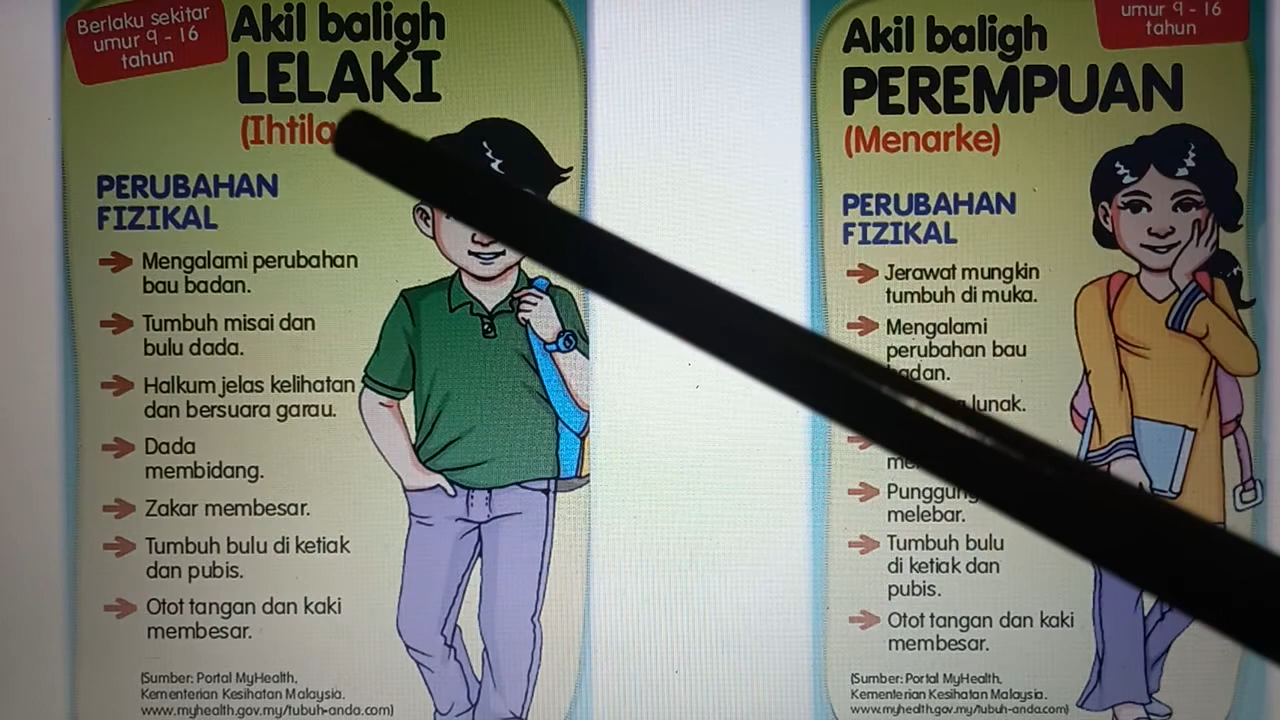 Berlaku sekitar
umur 9 - 16
tahun
Akil baligh
LELAKI
(Ihtila
PERUBAHAN
FIZIKAL
Mengalami perubahan
bau badan.
Tumbuh misai dan
bulu dada.
Halkum jelas kelihatan
dan bersuara garau.
Dada
membidang.
Zakar membesar.
Tumbuh bulu di ketiak
dan pubis.
Otot tangan dan kaki
membesar.
(Sumber: Portal MyHealth,
Kementerian Kesihatan Malaysia.
www.myhealth.gov.my/tubuh-anda.com)
umur 9 - 16
tahun
Akil baligh
PEREMPUAN
(Menarke)
PERUBAHAN
FIZIKAL
Jerawat mungkin
tumbuh di muka.
Mengalami
perubahan bau
adan.
lunak.
Punggung
melebar.
Tumbuh bulu
di ketiak dan
pubis.
Otot tangan dan kaki
membesar.
(Sumber: Portal MyHealth,
Kementerian Kesihatan Malaysia.
www.myhealth.gov.my/tubuh-anda.com)